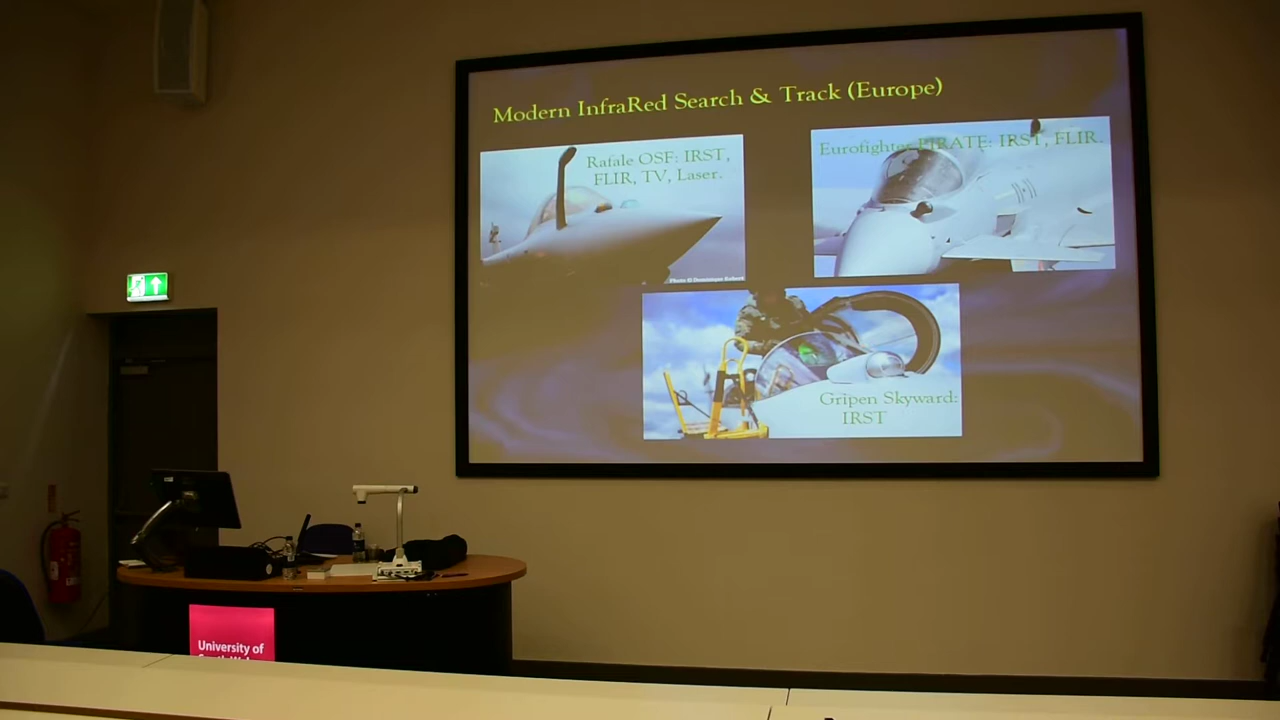 Modern InfraRed Search & Track (Europe)
Rafale OSF: IRST,
FLIR, TV, Laser.
Eurofighter PIRATE: IRST, FLIR.
Gripen Skyward:
IRST
University of